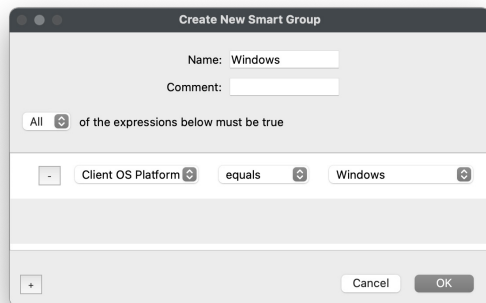 Create New Smart Group
Name: Windows
Comment:
All of the expressions below must be true
- Client OS Platform equals Windows
+ Cancel OK